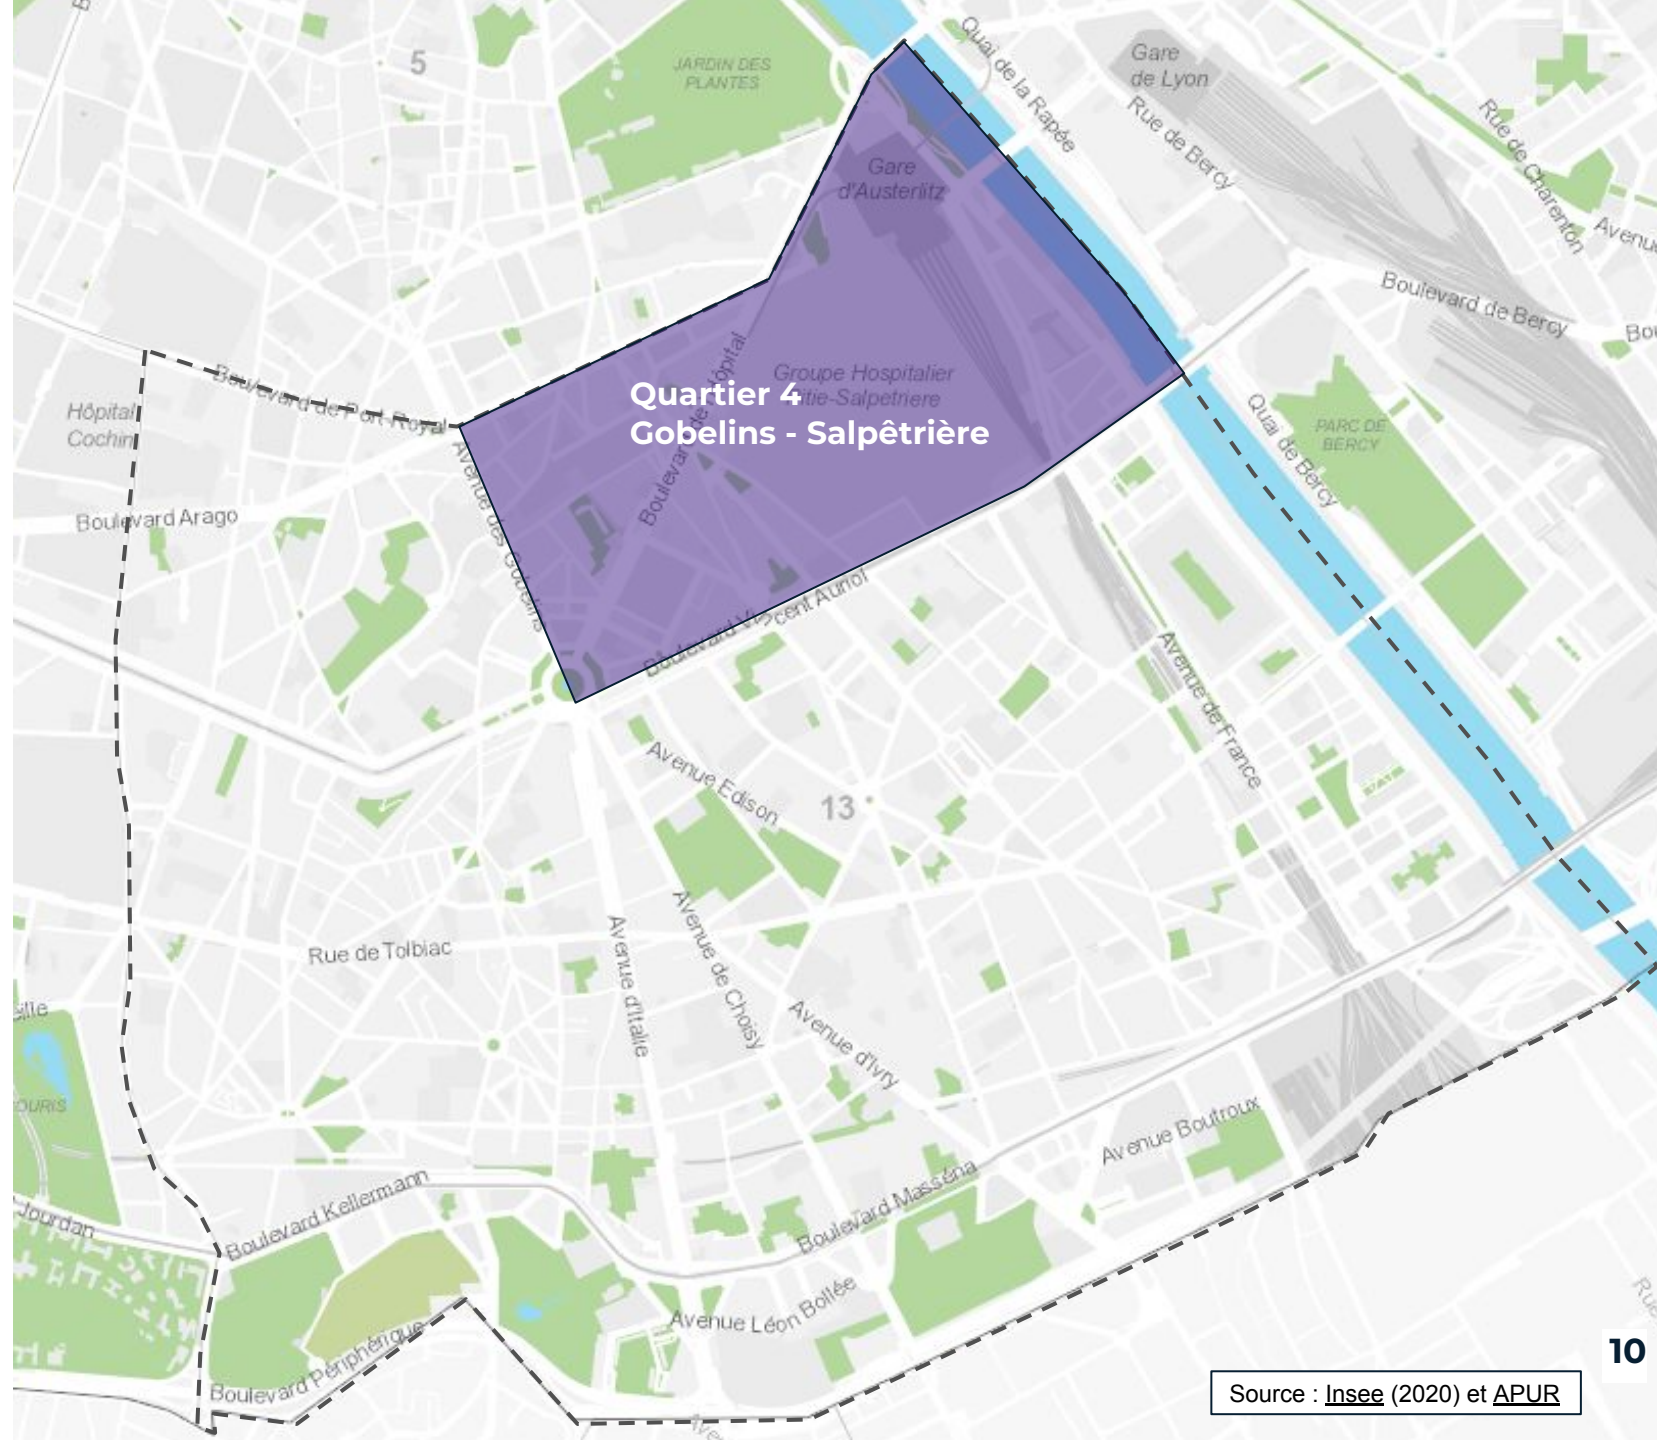 5
JARDIN DES
PLANTES
Quai de la Rapée
Gare
de Lyon
Rue de Bercy
Rue de Charenton
Gare
d'Austerlitz
Boulevard de Bercy
Boulevard de Port-Royal
Hôpital
Cochin
Boulevard de l'Hôpital
Groupe Hospitalier
Pitie-Salpetriere
Quartier 4
Gobelins - Salpêtrière
Quai de Bercy
PARC DE
BERCY
Avenue des Gobelins
Boulevard Arago
Boulevard Vincent Auriol
Avenue de France
Avenue Edison
13
Avenue d'Italie
Avenue de Choisy
Rue de Tolbiac
Avenue d'Ivry
OURIS
Avenue Boutroux
Boulevard Kellermann
Boulevard Masséna
Jourdan
Avenue Léon Bollée
Boulevard Périphérique
Rue
10
Source : Insee (2020) et APUR